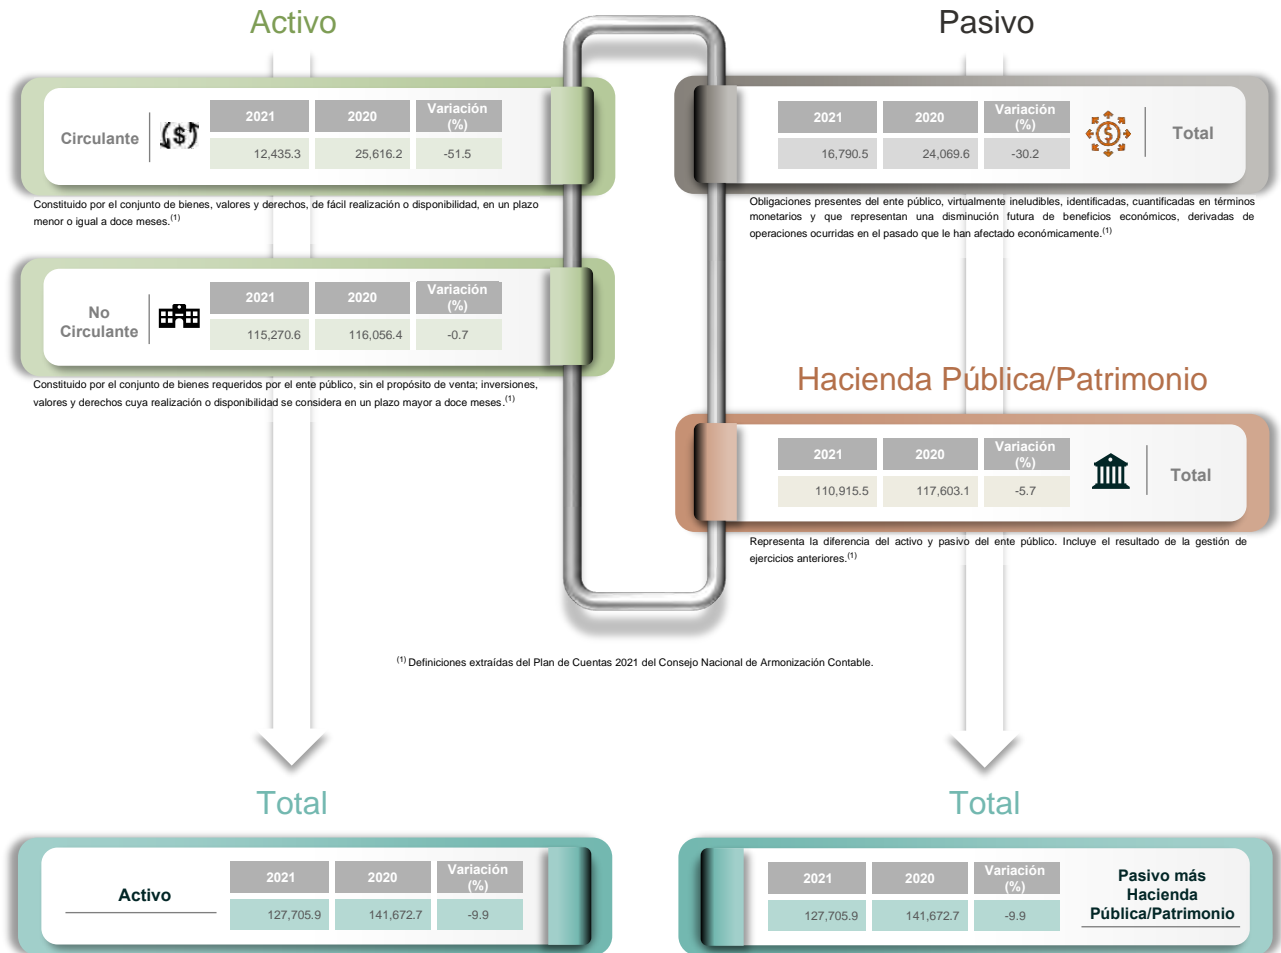 Activo
Circulante
2021 2020 Variación (%)
12,435.3 25,616.2 -51.5
Constituido por el conjunto de bienes, valores y derechos, de fácil realización o disponibilidad, en un plazo
menor o igual a doce meses.(1)
No
Circulante
2021 2020 Variación (%)
115,270.6 116,056.4 -0.7
Constituido por el conjunto de bienes requeridos por el ente público, sin el propósito de venta; inversiones,
valores y derechos cuya realización o disponibilidad se considera en un plazo mayor a doce meses.(1)
Pasivo
2021 2020 Variación (%)
16,790.5 24,069.6 -30.2
Total
Obligaciones presentes del ente público, virtualmente ineludibles, identificadas, cuantificadas en términos
monetarios y que representan una disminución futura de beneficios económicos, derivadas de
operaciones ocurridas en el pasado que le han afectado económicamente.(1)
Hacienda Pública/Patrimonio
2021 2020 Variación (%)
110,915.5 117,603.1 -5.7
Total
Representa la diferencia del activo y pasivo del ente público. Incluye el resultado de la gestión de
ejercicios anteriores.(1)
(1) Definiciones extraídas del Plan de Cuentas 2021 del Consejo Nacional de Armonización Contable.
Total
Activo
2021 2020 Variación (%)
127,705.9 141,672.7 -9.9
Total
2021 2020 Variación (%)
127,705.9 141,672.7 -9.9
Pasivo más
Hacienda
Pública/Patrimonio